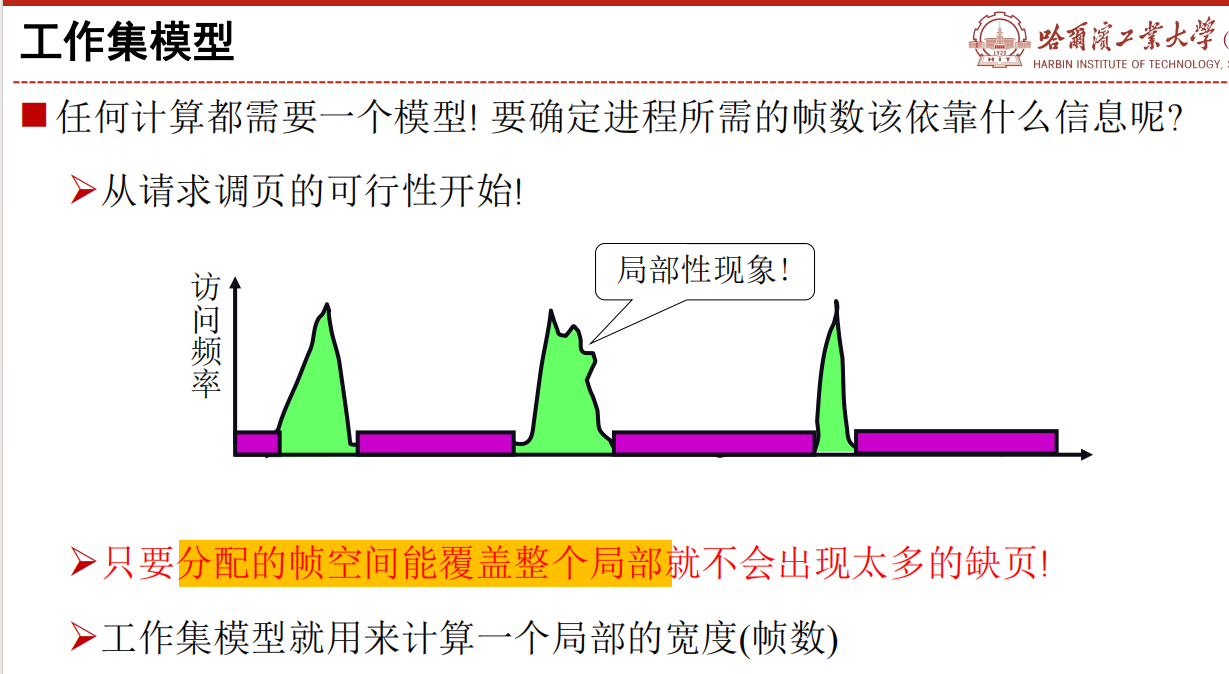 工作集模型
哈爾濱工業大學(
HARBIN INSTITUTE OF TECHNOLOGY, S
1920
HIT
任何计算都需要一个模型! 要确定进程所需的帧数该依靠什么信息呢?
从请求调页的可行性开始!
局部性现象!
访问频率
只要分配的帧空间能覆盖整个局部就不会出现太多的缺页!
工作集模型就用来计算一个局部的宽度(帧数)